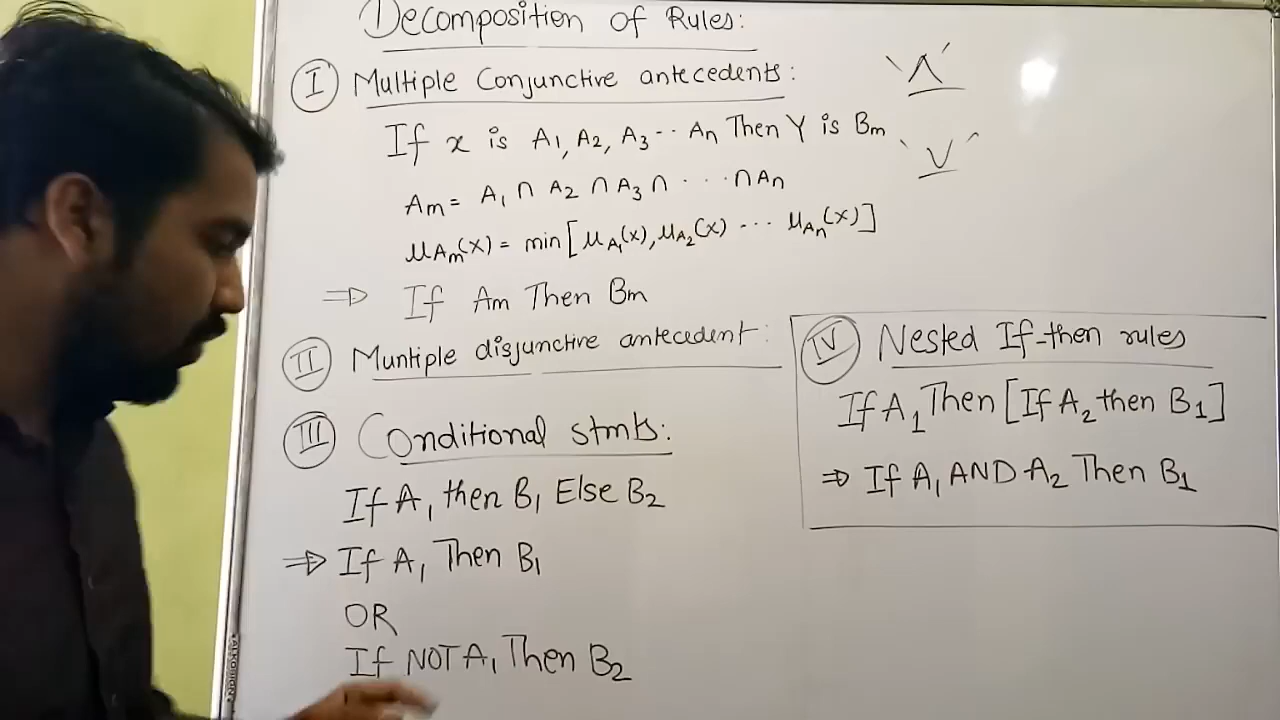 Decomposition of Rules:
I Multiple Conjunctive antecedents:
"∧"
If x is A1, A2, A3 ·· An Then Y is Bm
"∨"
Am = A1 ∩ A2 ∩ A3 ∩ · · · ∩ An
μAm(x) = min[μA1(x), μA2(x) ··· μAn(x)]
⇒ If Am Then Bm
II Muntiple disjunctive antecedent:
III Conditional stmts:
If A1 then B1 Else B2
⇒ If A1 Then B1
OR
If NOT A1 Then B2
IV Nested If-then rules
If A1 Then [If A2 then B1]
⇒ If A1 AND A2 Then B1